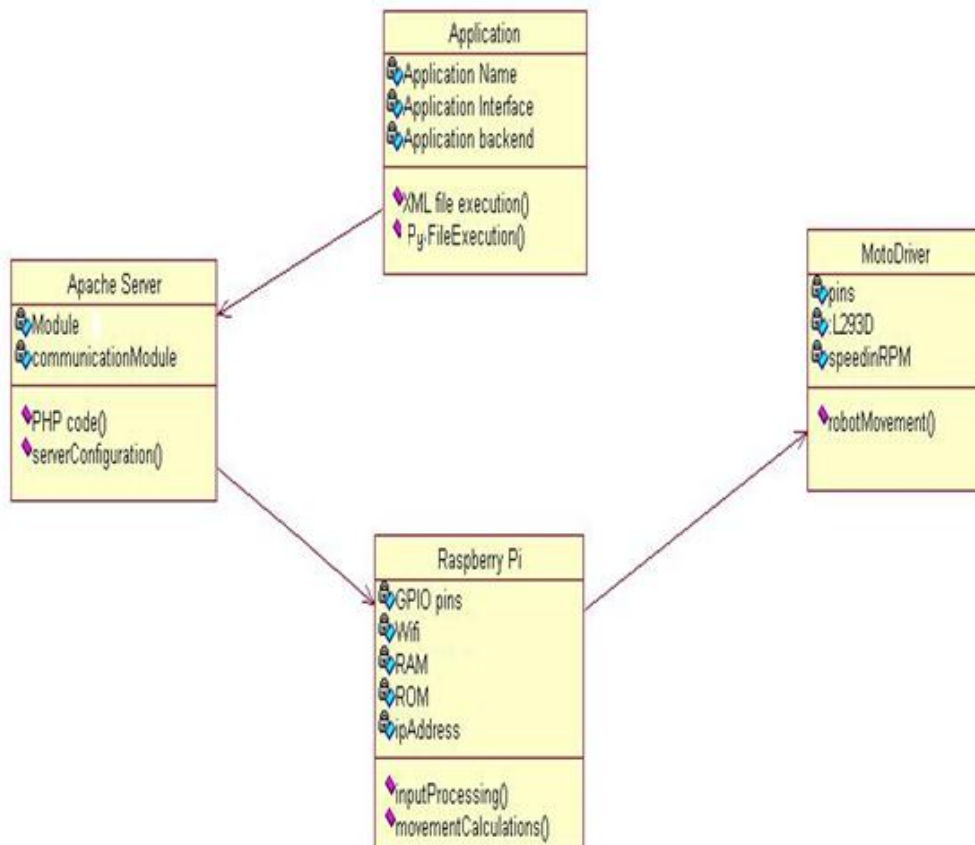 Application
Application Name
Application Interface
Application backend
XML file execution()
Py-FileExecution()
Apache Server
Module
communicationModule
PHP code()
serverConfiguration()
MotoDriver
pins
:L293D
speedinRPM
robotMovement()
Raspberry Pi
GPIO pins
Wifi
RAM
ROM
ipAddress
inputProcessing()
movementCalculations()